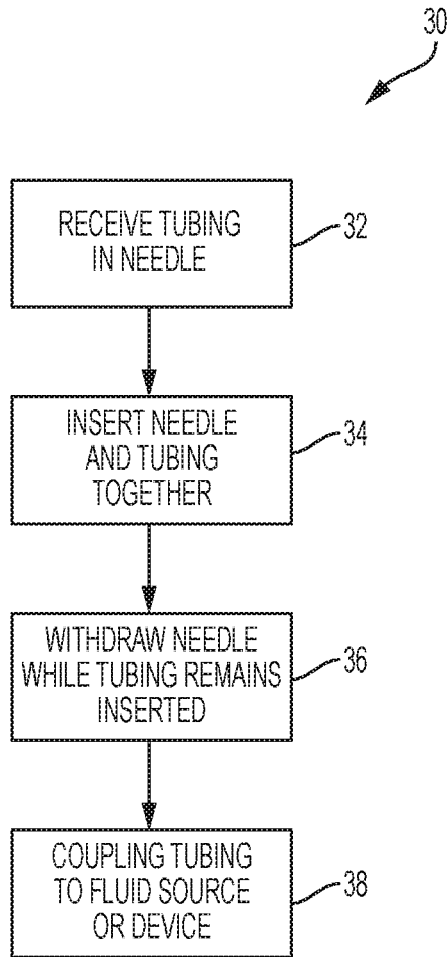 30
RECEIVE TUBING
IN NEEDLE
32
INSERT NEEDLE
AND TUBING
TOGETHER
34
WITHDRAW NEEDLE
WHILE TUBING REMAINS
INSERTED
36
COUPLING TUBING
TO FLUID SOURCE
OR DEVICE
38